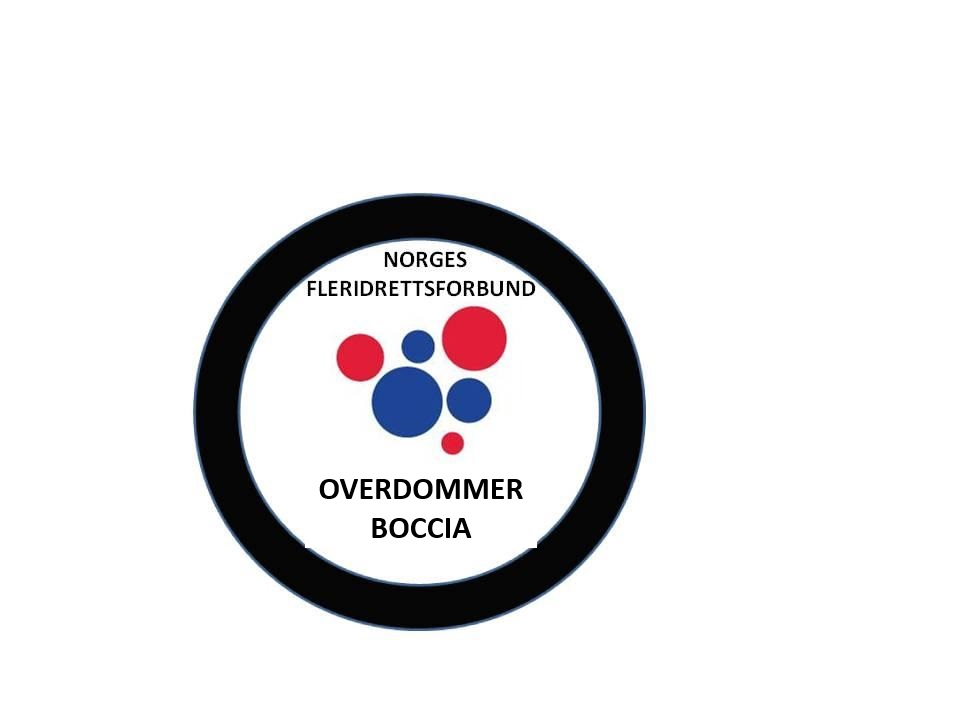 NORGES
FLERIDRETTSFORBUND
OVERDOMMER
BOCCIA